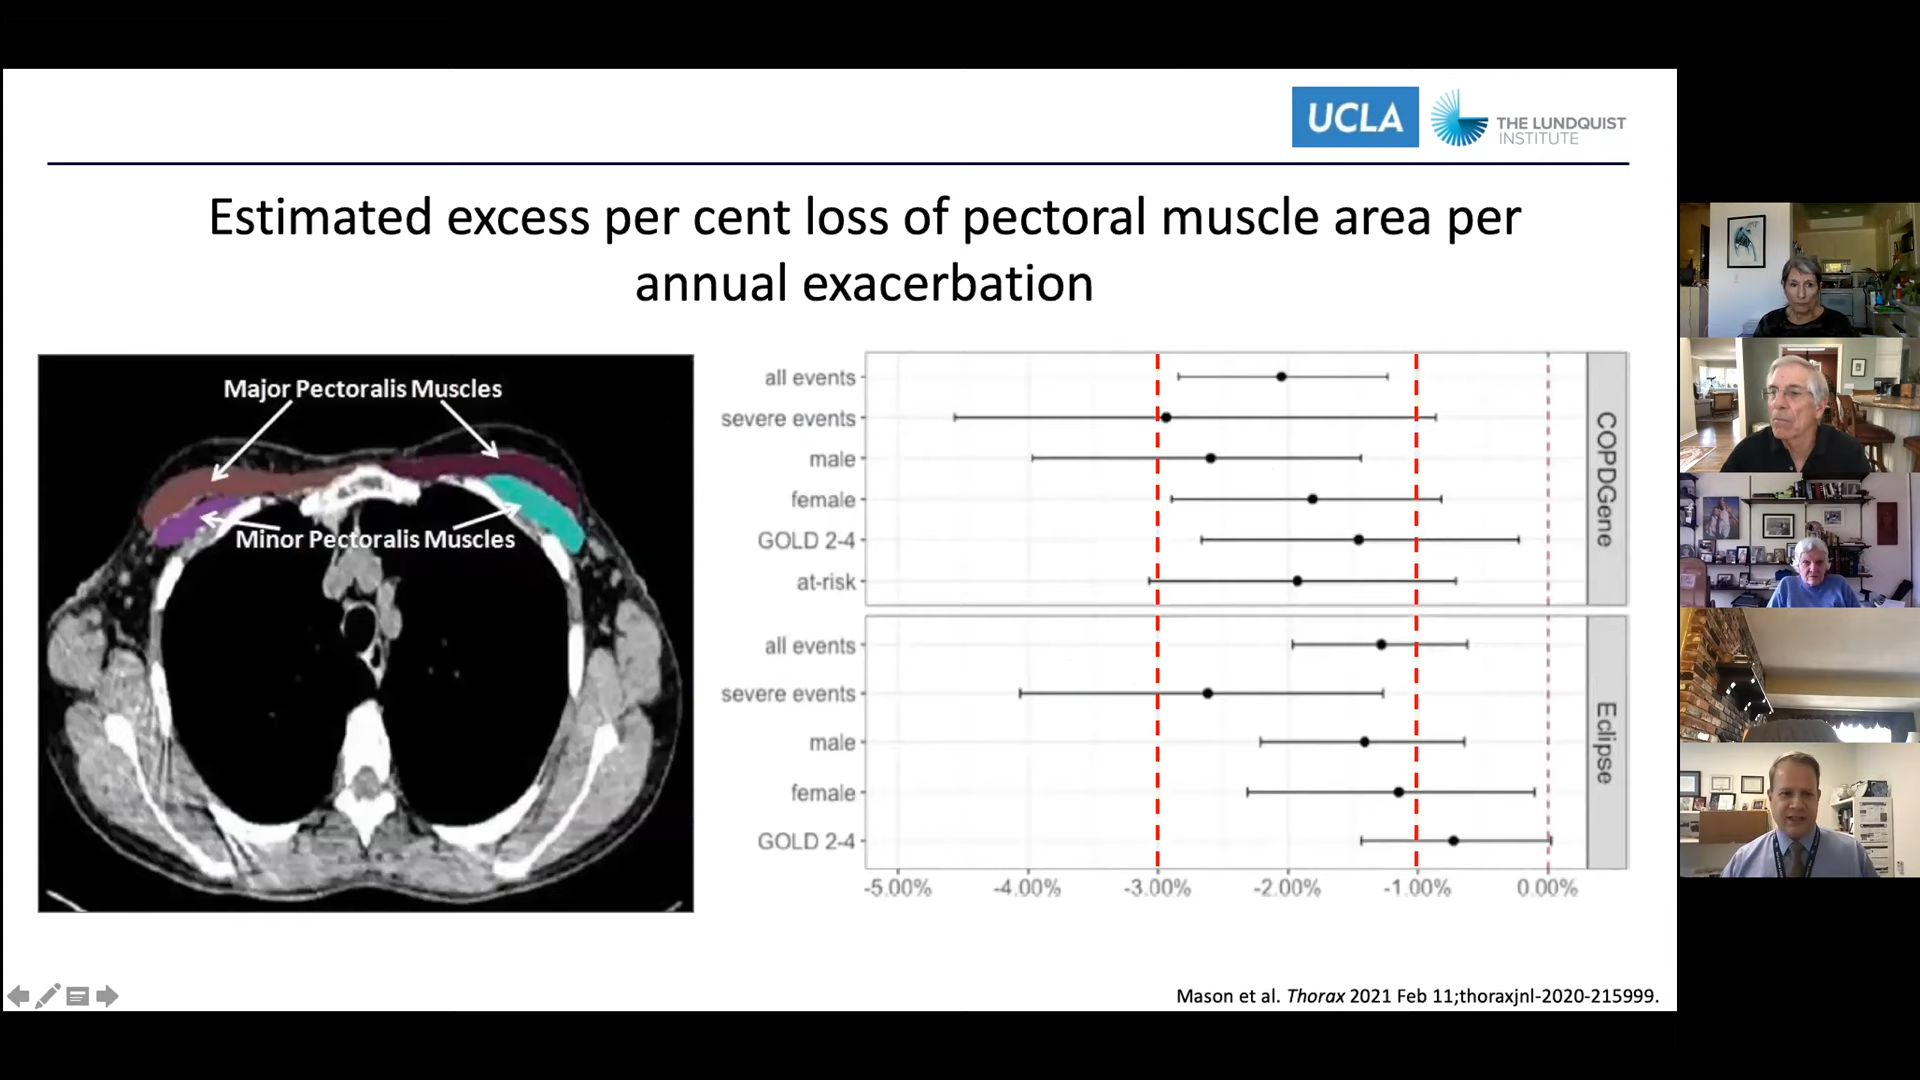 UCLA
THE LUNDQUIST
INSTITUTE
Estimated excess per cent loss of pectoral muscle area per
annual exacerbation
Major Pectoralis Muscles
Minor Pectoralis Muscles
all events
severe events
male
female
GOLD 2-4
at-risk
COPDGene
all events
severe events
male
female
GOLD 2-4
Eclipse
-5.00% -4.00% -3.00% -2.00% -1.00% 0.00%
Mason et al. Thorax 2021 Feb 11;thoraxjnl-2020-215999.